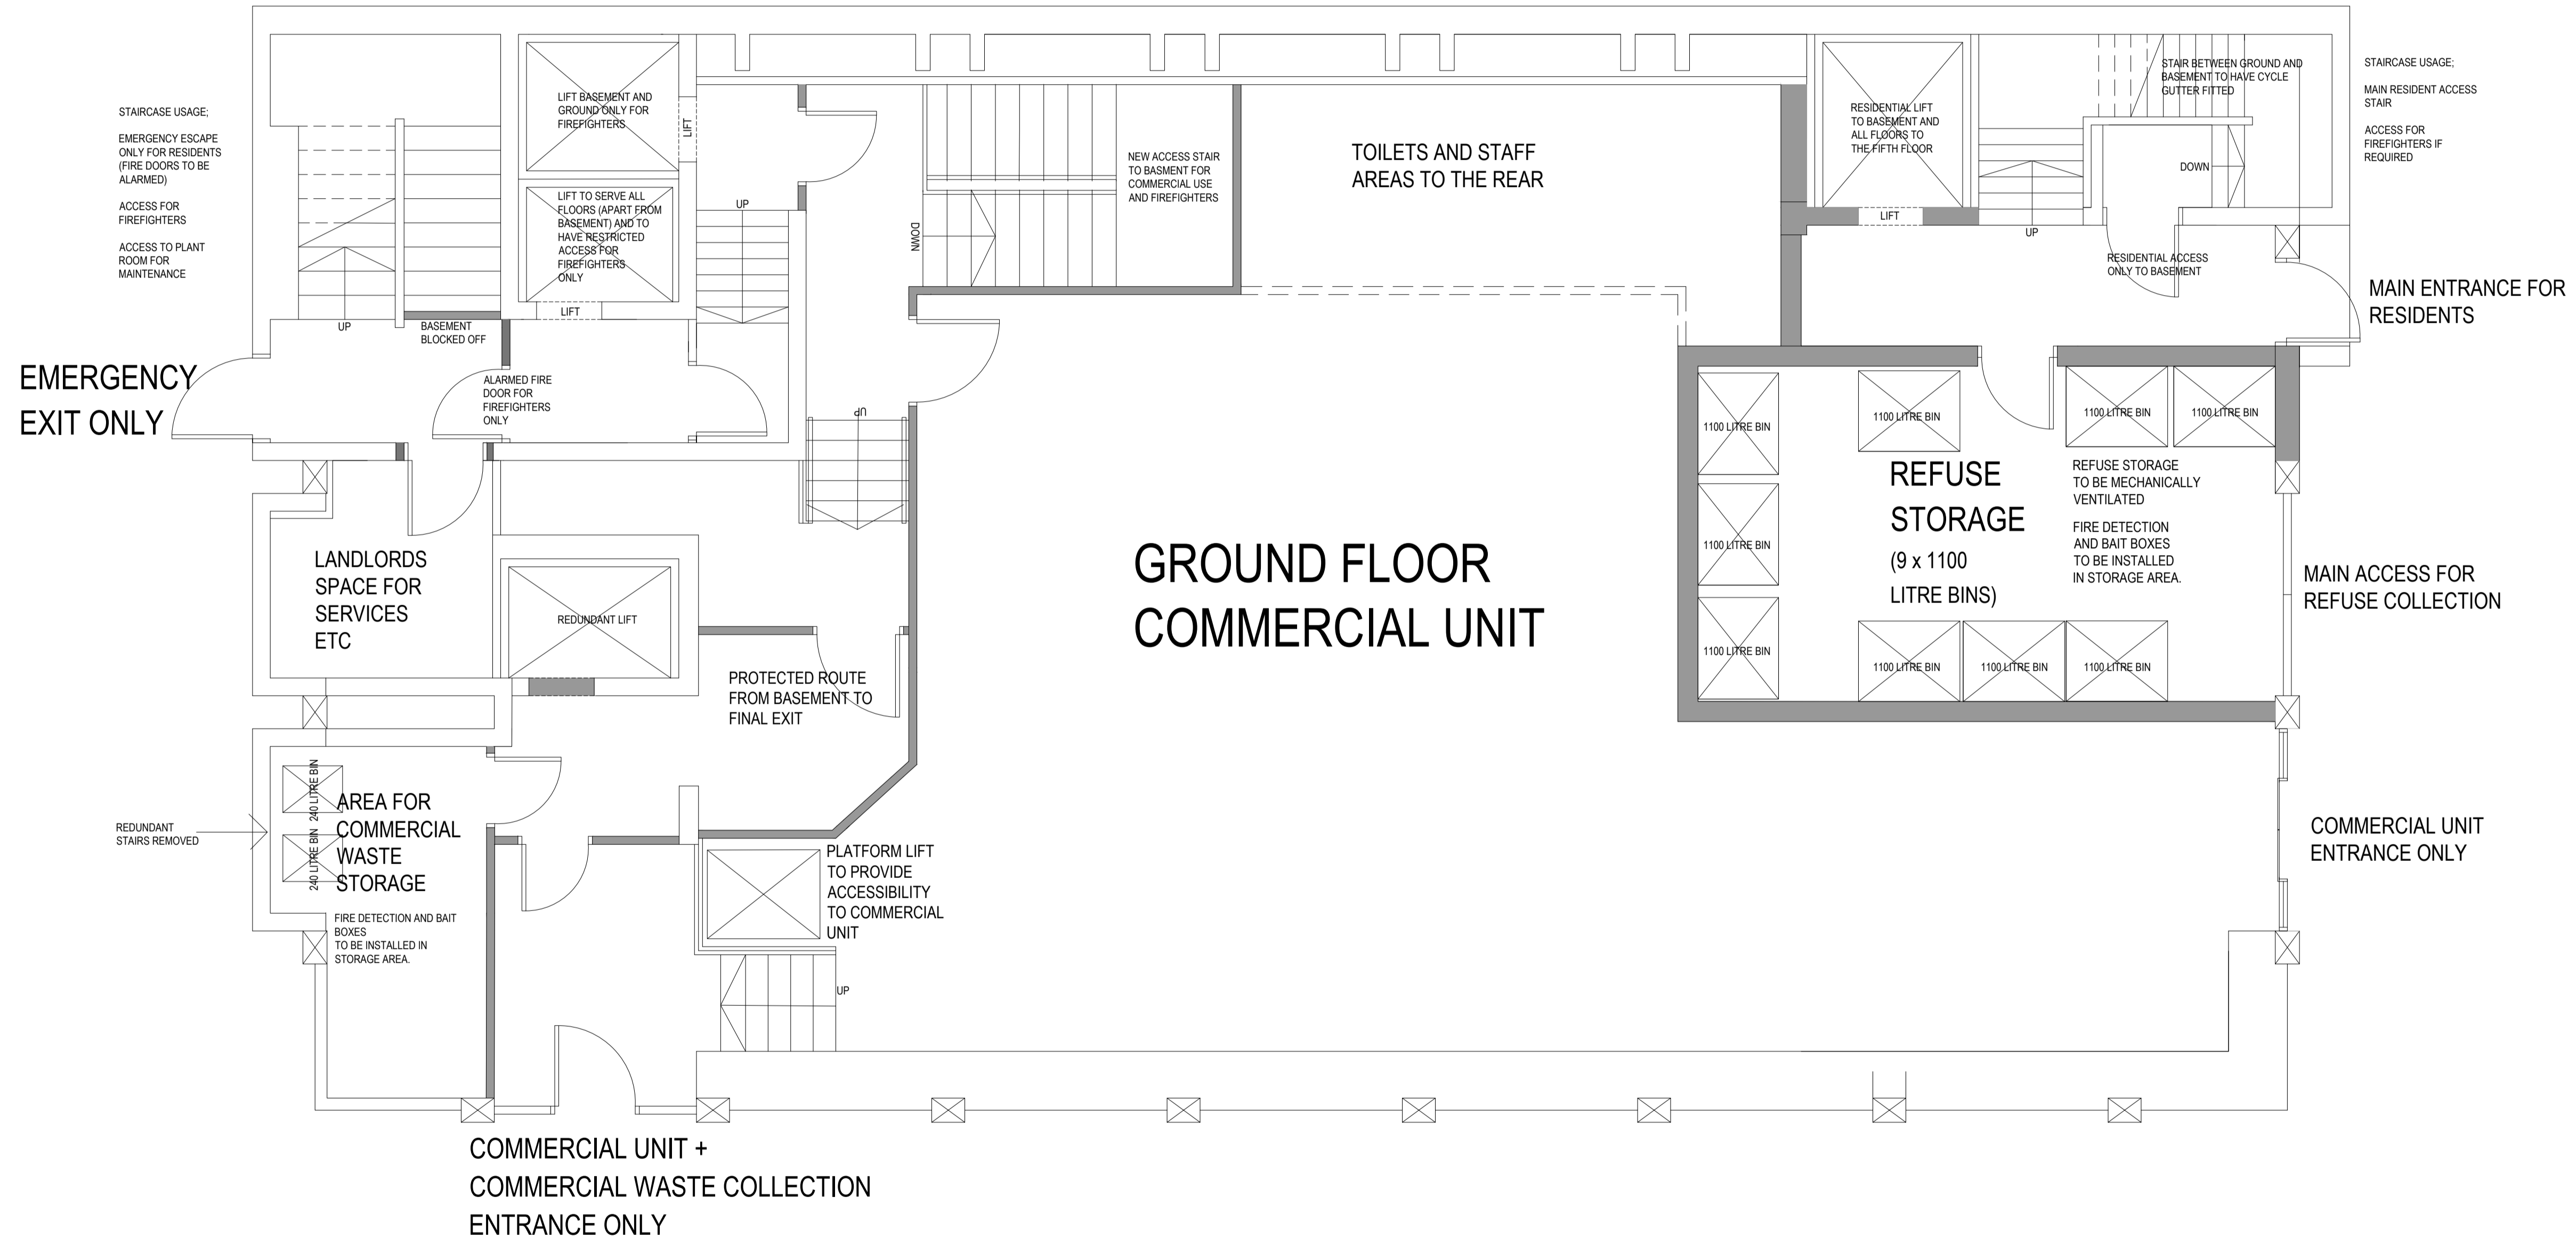 STAIRCASE USAGE;
EMERGENCY ESCAPE
ONLY FOR RESIDENTS
(FIRE DOORS TO BE
ALARMED)
ACCESS FOR
FIREFIGHTERS
ACCESS TO PLANT
ROOM FOR
MAINTENANCE
LIFT BASEMENT AND
GROUND ONLY FOR
FIREFIGHTERS
LIFT
LIFT TO SERVE ALL
FLOORS (APART FROM
BASEMENT) AND TO
HAVE RESTRICTED
ACCESS FOR
FIREFIGHTERS
ONLY
LIFT
UP
UP
BASEMENT
BLOCKED OFF
DOWN
NEW ACCESS STAIR
TO BASMENT FOR
COMMERCIAL USE
AND FIREFIGHTERS
TOILETS AND STAFF
AREAS TO THE REAR
RESIDENTIAL LIFT
TO BASEMENT AND
ALL FLOORS TO
THE FIFTH FLOOR
LIFT
STAIR BETWEEN GROUND AND
BASEMENT TO HAVE CYCLE
GUTTER FITTED
DOWN
UP
RESIDENTIAL ACCESS
ONLY TO BASEMENT
STAIRCASE USAGE;
MAIN RESIDENT ACCESS
STAIR
ACCESS FOR
FIREFIGHTERS IF
REQUIRED
MAIN ENTRANCE FOR
RESIDENTS
EMERGENCY
EXIT ONLY
ALARMED FIRE
DOOR FOR
FIREFIGHTERS
ONLY
UP
LANDLORDS
SPACE FOR
SERVICES
ETC
REDUNDANT LIFT
GROUND FLOOR
COMMERCIAL UNIT
1100 LITRE BIN
1100 LITRE BIN
1100 LITRE BIN
1100 LITRE BIN
1100 LITRE BIN
1100 LITRE BIN
REFUSE
STORAGE
(9 x 1100
LITRE BINS)
REFUSE STORAGE
TO BE MECHANICALLY
VENTILATED
FIRE DETECTION
AND BAIT BOXES
TO BE INSTALLED
IN STORAGE AREA.
1100 LITRE BIN
1100 LITRE BIN
1100 LITRE BIN
MAIN ACCESS FOR
REFUSE COLLECTION
PROTECTED ROUTE
FROM BASEMENT TO
FINAL EXIT
REDUNDANT
STAIRS REMOVED
240 LITRE BIN
240 LITRE BIN
AREA FOR
COMMERCIAL
WASTE
STORAGE
FIRE DETECTION AND BAIT
BOXES
TO BE INSTALLED IN
STORAGE AREA.
PLATFORM LIFT
TO PROVIDE
ACCESSIBILITY
TO COMMERCIAL
UNIT
UP
COMMERCIAL UNIT
ENTRANCE ONLY
COMMERCIAL UNIT +
COMMERCIAL WASTE COLLECTION
ENTRANCE ONLY